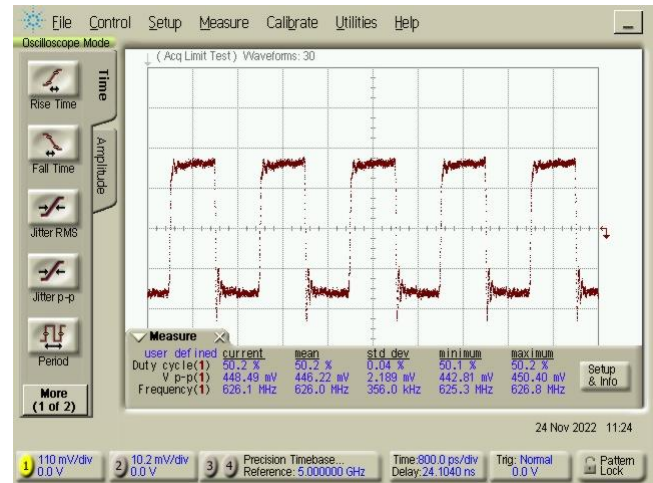 File Control Setup Measure Calibrate Utilities Help
Oscilloscope Mode
( Acq Limit Test ) Waveforms: 30
Time
Amplitude
Rise Time
Fall Time
Jitter RMS
Jitter p-p
Period
More
(1 of 2)
Measure
user defined current mean std dev minimum maximum
Duty cycle(1) 50.2 % 50.2 % 0.04 % 50.1 % 50.2 %
V p-p(1) 448.49 mV 446.22 mV 2.189 mV 442.81 mV 450.40 mV
Frequency(1) 626.1 MHz 626.0 MHz 356.0 kHz 625.3 MHz 626.8 MHz
Setup
& Info
24 Nov 2022 11:24
1 110 mV/div
0.0 V
2 10.2 mV/div
0.0 V
3 4
Precision Timebase...
Reference: 5.000000 GHz
Time:800.0 ps/div
Delay:24.1040 ns
Trig: Normal
0.0 V
Pattern
Lock